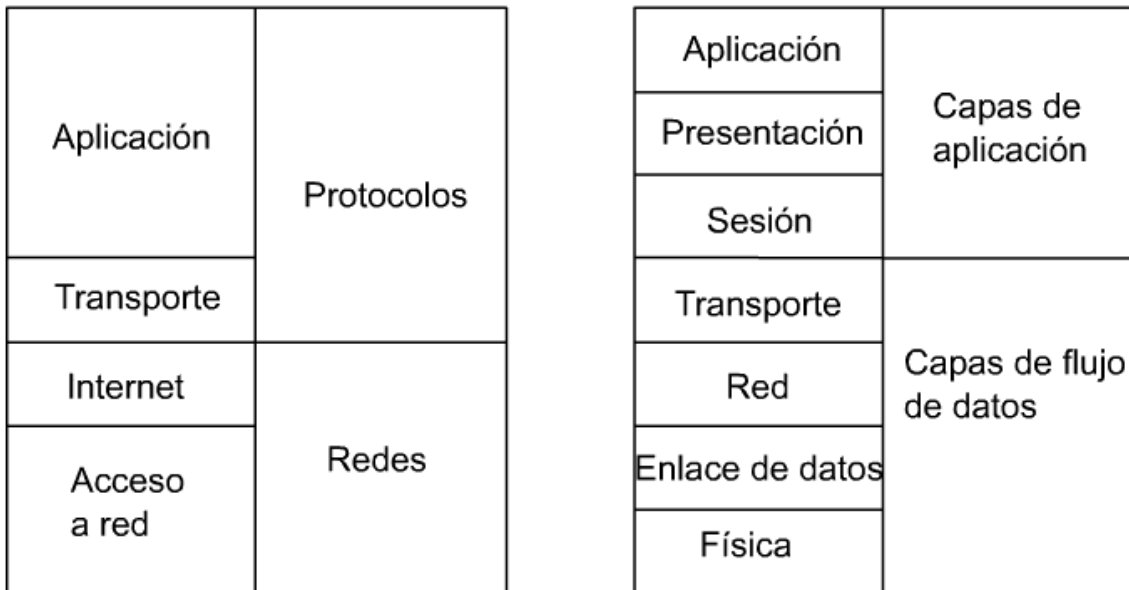 Aplicación
Transporte
Internet
Acceso
a red
Protocolos
Redes
Aplicación
Presentación
Sesión
Transporte
Red
Enlace de datos
Física
Capas de
aplicación
Capas de flujo
de datos